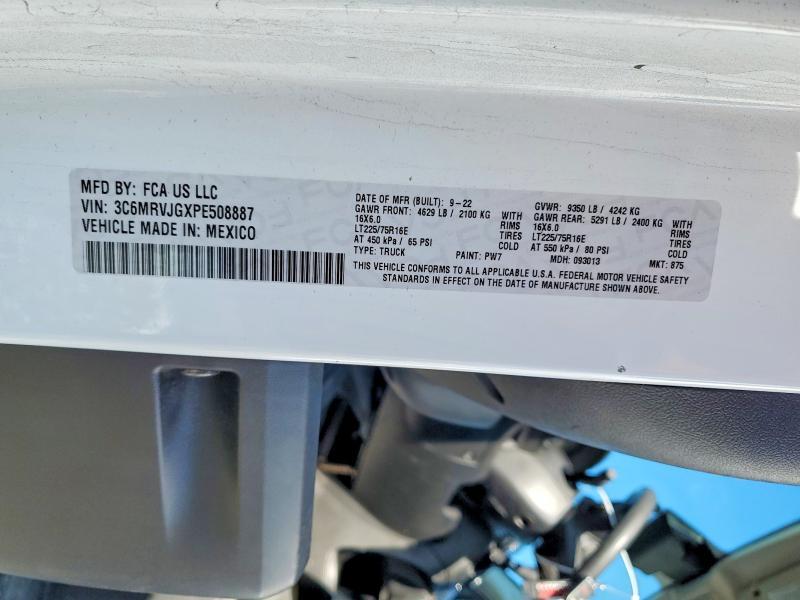 MFD BY: FCA US LLC
VIN: 3C6MRVJGXPE508887
VEHICLE MADE IN: MEXICO
DATE OF MFR (BUILT): 9-22 GVWR: 9350 LB / 4242 KG
GAWR FRONT: 4629 LB / 2100 KG WITH GAWR REAR: 5291 LB / 2400 KG WITH
16X6.0 RIMS 16X6.0 RIMS
LT225/75R16E TIRES LT225/75R16E TIRES
AT 450 kPa / 65 PSI COLD AT 550 kPa / 80 PSI COLD
TYPE: TRUCK PAINT: PW7 MDH: 093013 MKT: 875
THIS VEHICLE CONFORMS TO ALL APPLICABLE U.S.A. FEDERAL MOTOR VEHICLE SAFETY
STANDARDS IN EFFECT ON THE DATE OF MANUFACTURE SHOWN ABOVE.